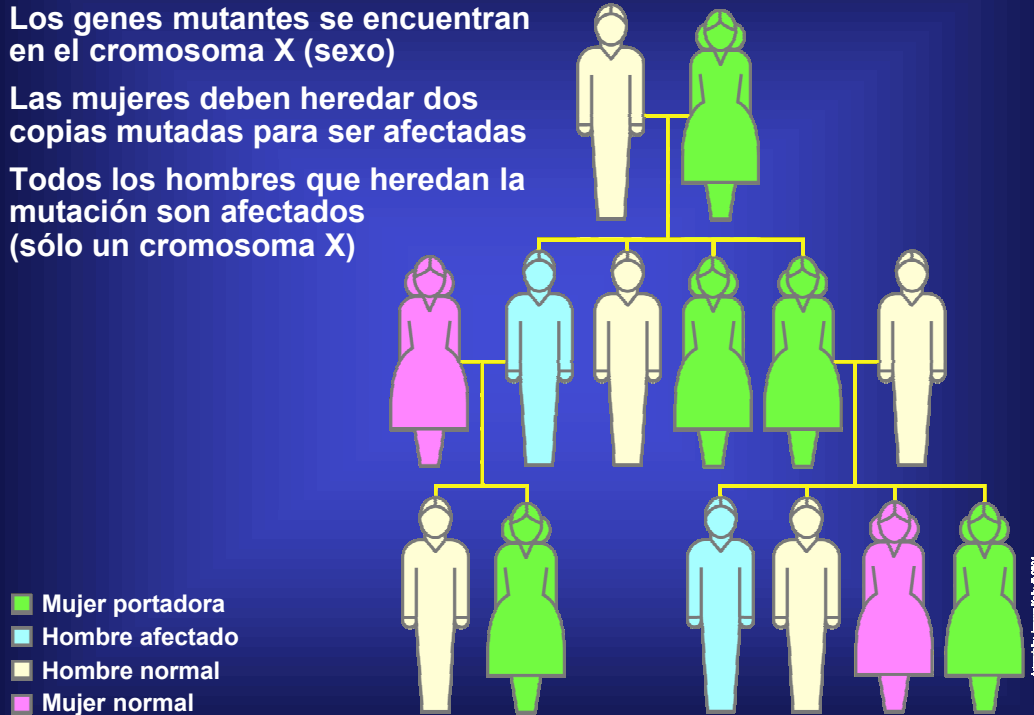 Los genes mutantes se encuentran
en el cromosoma X (sexo)
Las mujeres deben heredar dos
copias mutadas para ser afectadas
Todos los hombres que heredan la
mutación son afectados
(sólo un cromosoma X)
Mujer portadora
Hombre afectado
Hombre normal
Mujer normal